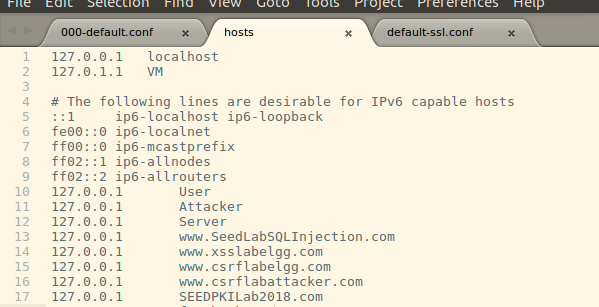 File Edit Selection Find View Goto Tools Project Preferences Help
000-default.conf × hosts × default-ssl.conf ×
1 127.0.0.1 localhost
2 127.0.1.1 VM
3
4 # The following lines are desirable for IPv6 capable hosts
5 ::1 ip6-localhost ip6-loopback
6 fe00::0 ip6-localnet
7 ff00::0 ip6-mcastprefix
8 ff02::1 ip6-allnodes
9 ff02::2 ip6-allrouters
10 127.0.0.1 User
11 127.0.0.1 Attacker
12 127.0.0.1 Server
13 127.0.0.1 www.SeedLabSQLInjection.com
14 127.0.0.1 www.xsslabelgg.com
15 127.0.0.1 www.csrflabelgg.com
16 127.0.0.1 www.csrflabattacker.com
17 127.0.0.1 SEEDPKILab2018.com